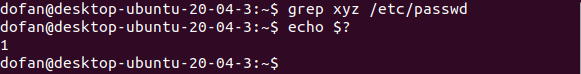 dofan@desktop-ubuntu-20-04-3:~$ grep xyz /etc/passwd
dofan@desktop-ubuntu-20-04-3:~$ echo $?
1
dofan@desktop-ubuntu-20-04-3:~$